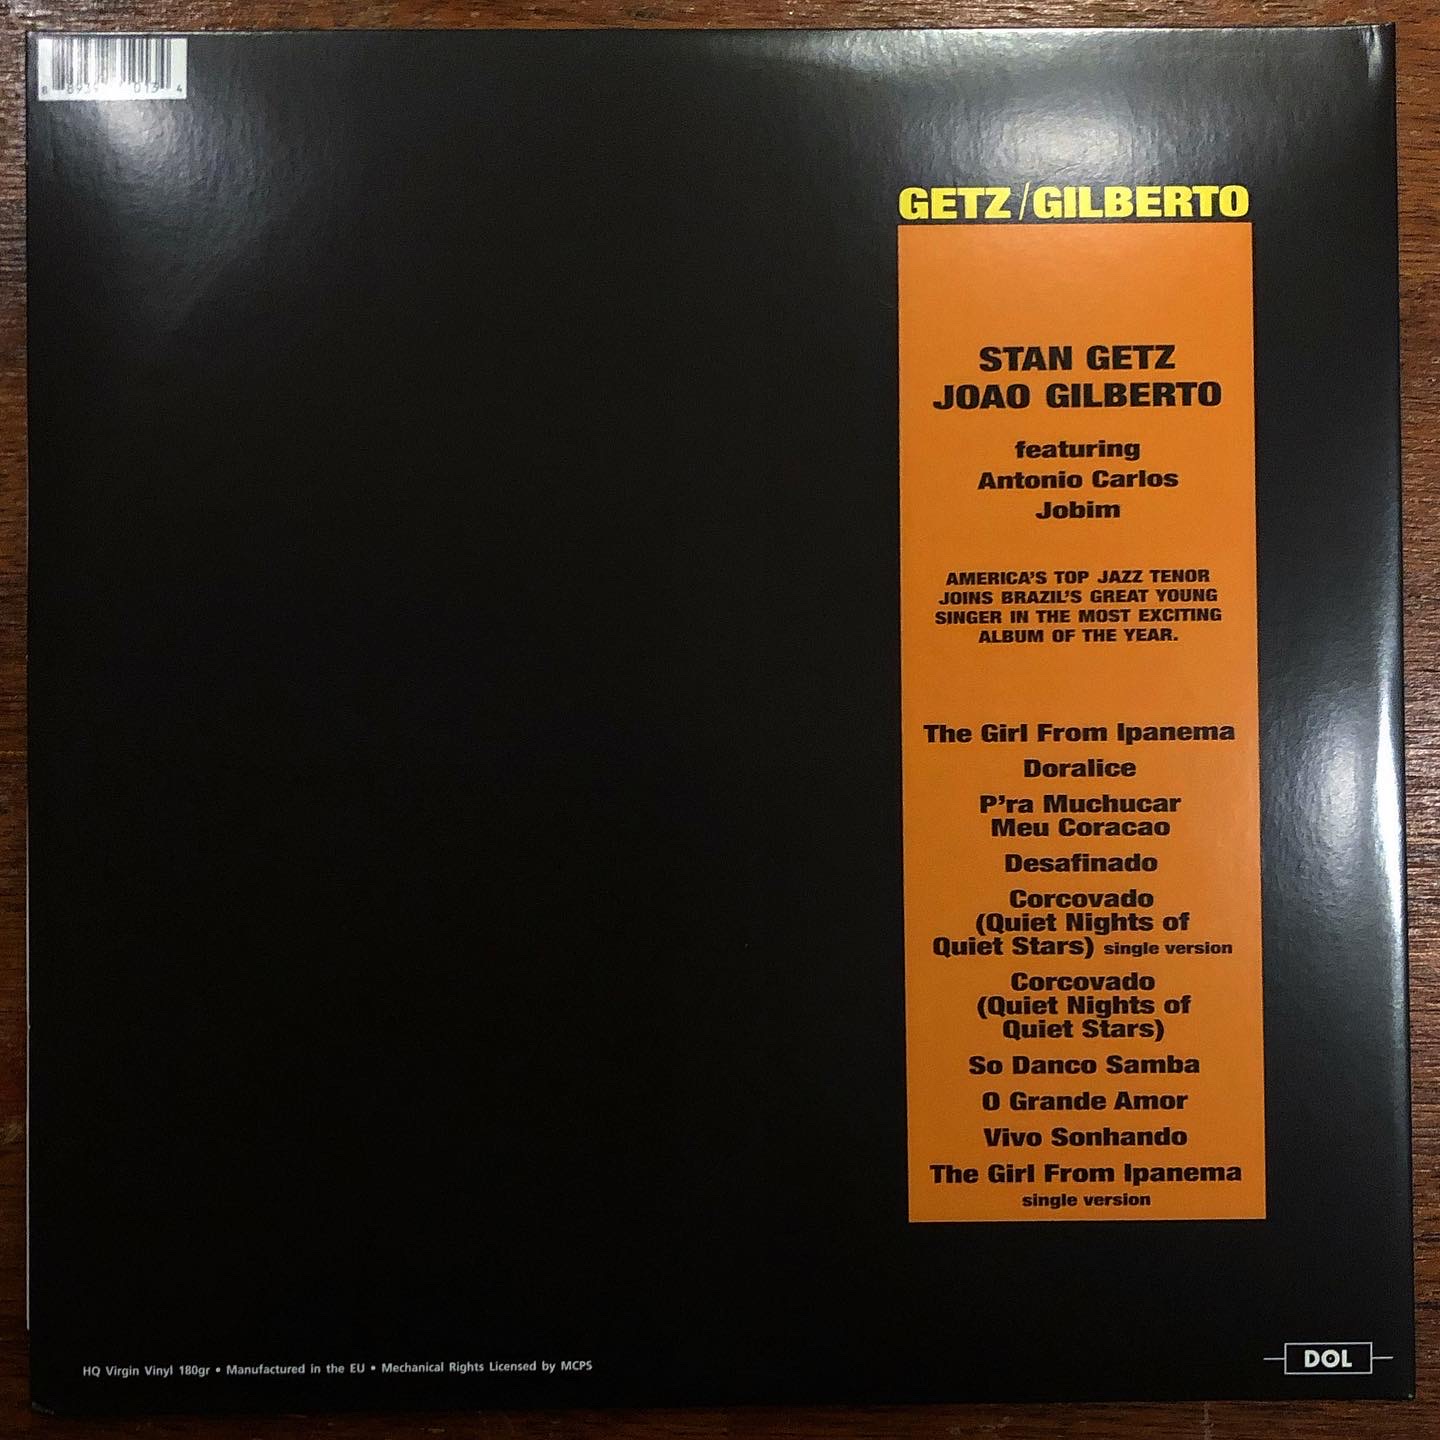 GETZ/GILBERTO
STAN GETZ
JOAO GILBERTO
featuring
Antonio Carlos
Jobim
AMERICA'S TOP JAZZ TENOR
JOINS BRAZIL'S GREAT YOUNG
SINGER IN THE MOST EXCITING
ALBUM OF THE YEAR.
The Girl From Ipanema
Doralice
P'ra Muchucar
Meu Coracao
Desafinado
Corcovado
(Quiet Nights of
Quiet Stars) single version
Corcovado
(Quiet Nights of
Quiet Stars)
So Danco Samba
O Grande Amor
Vivo Sonhando
The Girl From Ipanema
single version
HQ Virgin Vinyl 180gr • Manufactured in the EU • Mechanical Rights Licensed by MCPS
DOL